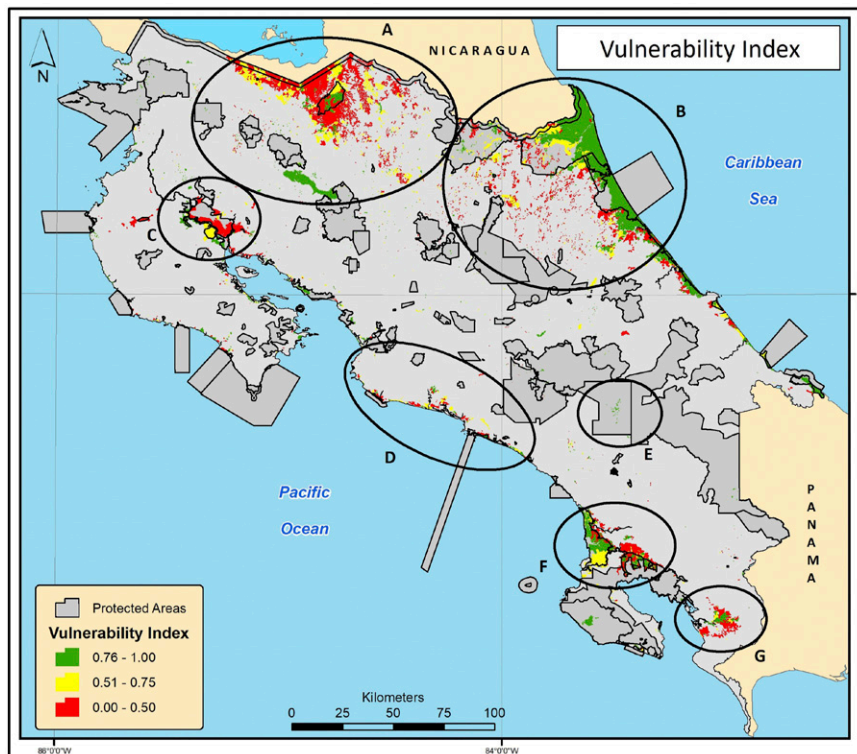 A
NICARAGUA
Vulnerability Index
N
B
Caribbean
Sea
C
D
E
Pacific
Ocean
PANAMA
F
G
Protected Areas
Vulnerability Index
0.76 - 1.00
0.51 - 0.75
0.00 - 0.50
Kilometers
0 25 50 75 100
86°0'0"W
84°0'0"W